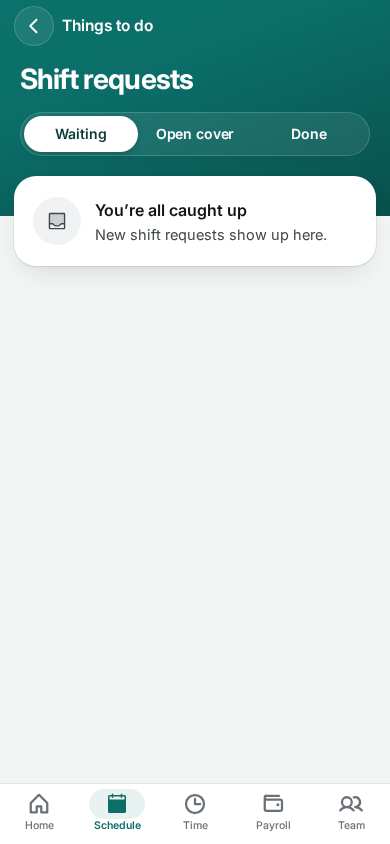 Things to do
Shift requests
Waiting
Open cover
Done
You’re all caught up
New shift requests show up here.
Home
Schedule
Time
Payroll
Team